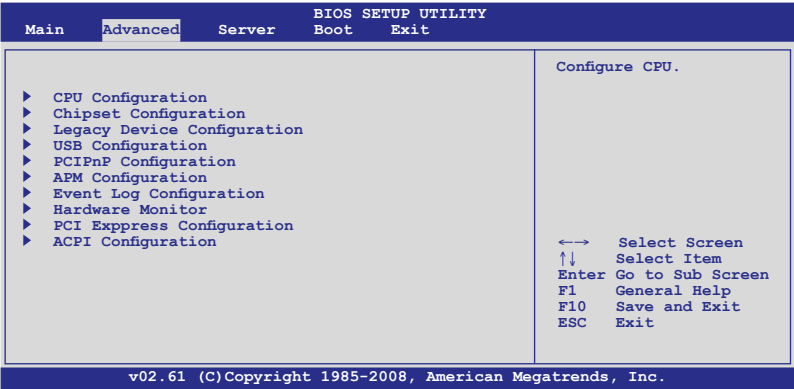 BIOS SETUP UTILITY
Main Advanced Server Boot Exit
CPU Configuration
Chipset Configuration
Legacy Device Configuration
USB Configuration
PCIPnP Configuration
APM Configuration
Event Log Configuration
Hardware Monitor
PCI Exppress Configuration
ACPI Configuration
Configure CPU.
←→ Select Screen
↑↓ Select Item
Enter Go to Sub Screen
F1 General Help
F10 Save and Exit
ESC Exit
v02.61 (C)Copyright 1985-2008, American Megatrends, Inc.